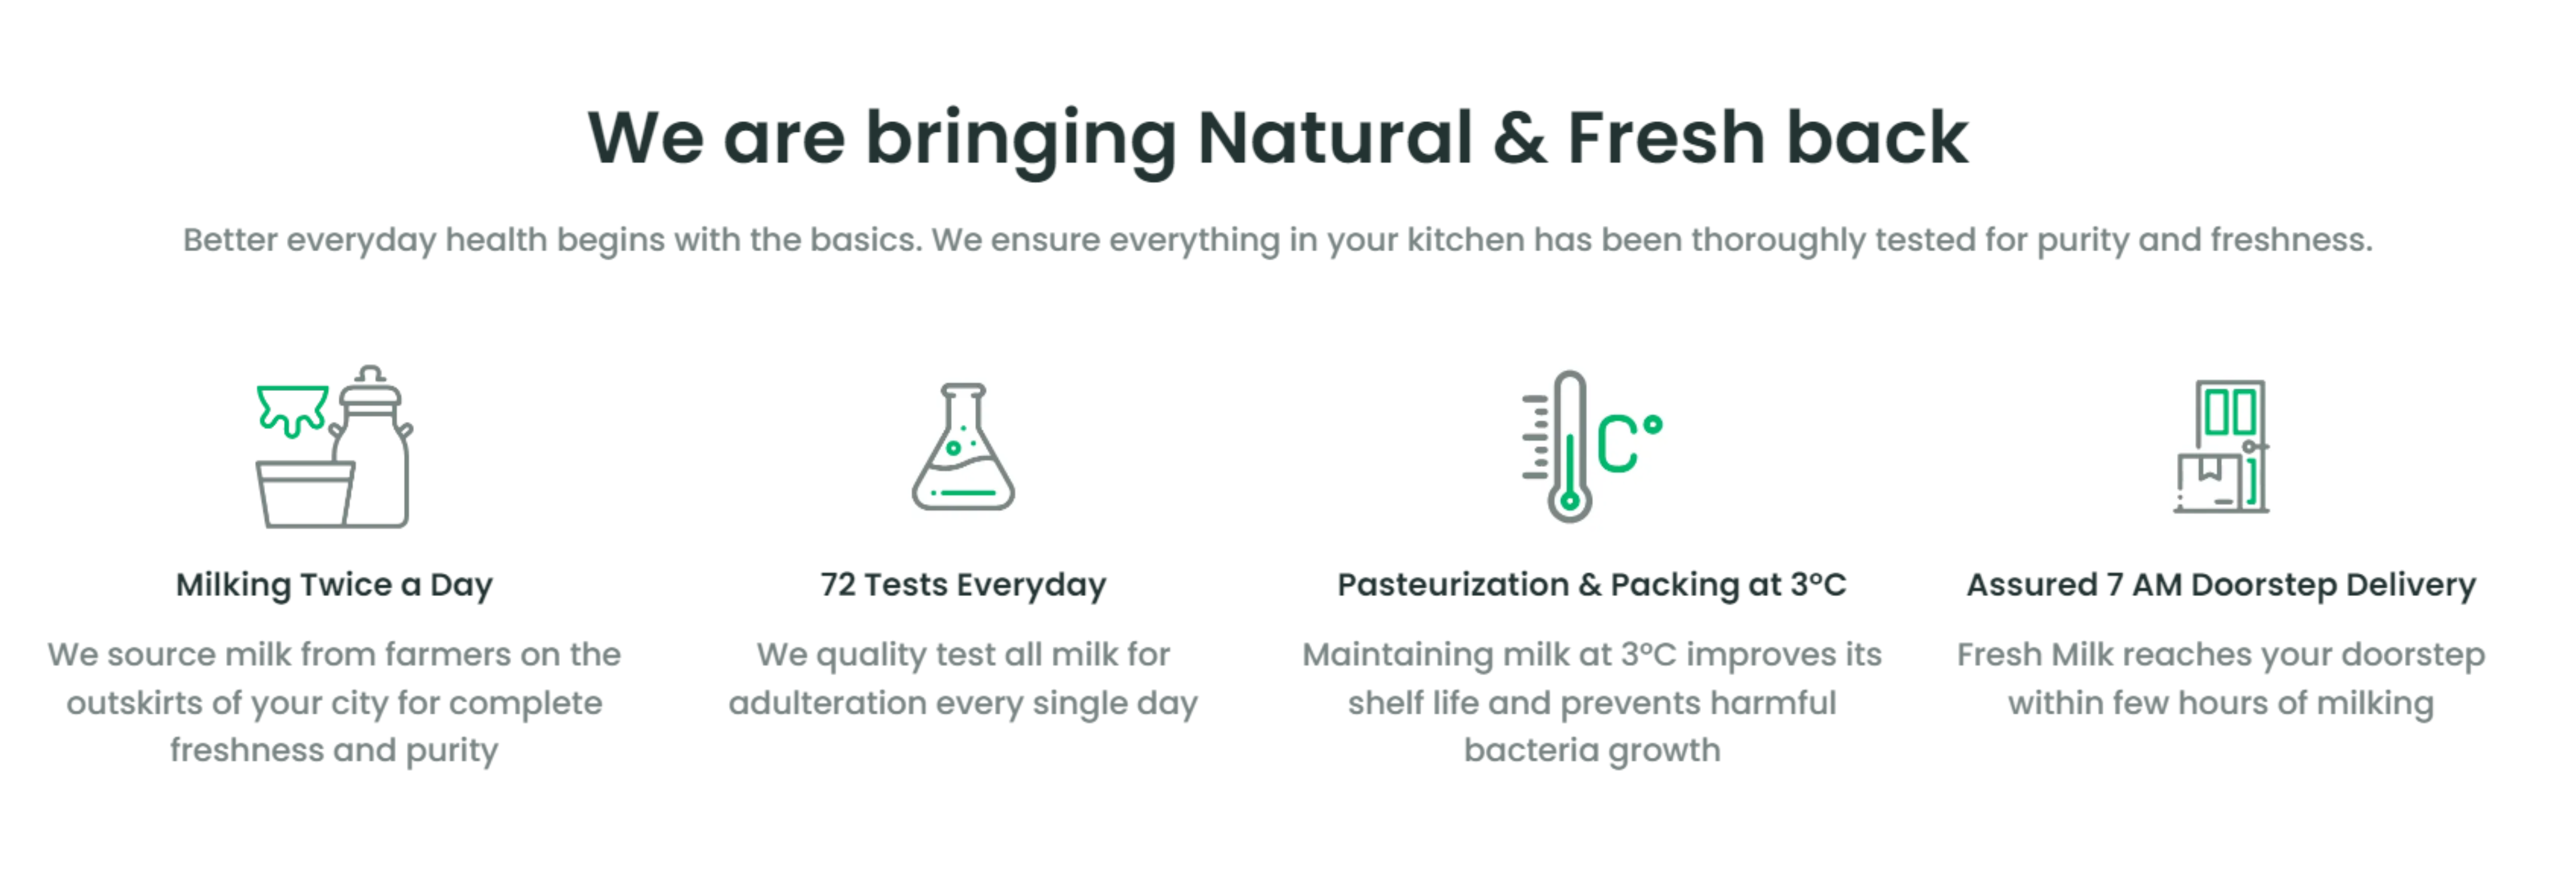 We are bringing Natural & Fresh back
Better everyday health begins with the basics. We ensure everything in your kitchen has been thoroughly tested for purity and freshness.
C°
Milking Twice a Day
We source milk from farmers on the
outskirts of your city for complete
freshness and purity
72 Tests Everyday
We quality test all milk for
adulteration every single day
Pasteurization & Packing at 3ºC
Maintaining milk at 3ºC improves its
shelf life and prevents harmful
bacteria growth
Assured 7 AM Doorstep Delivery
Fresh Milk reaches your doorstep
within few hours of milking